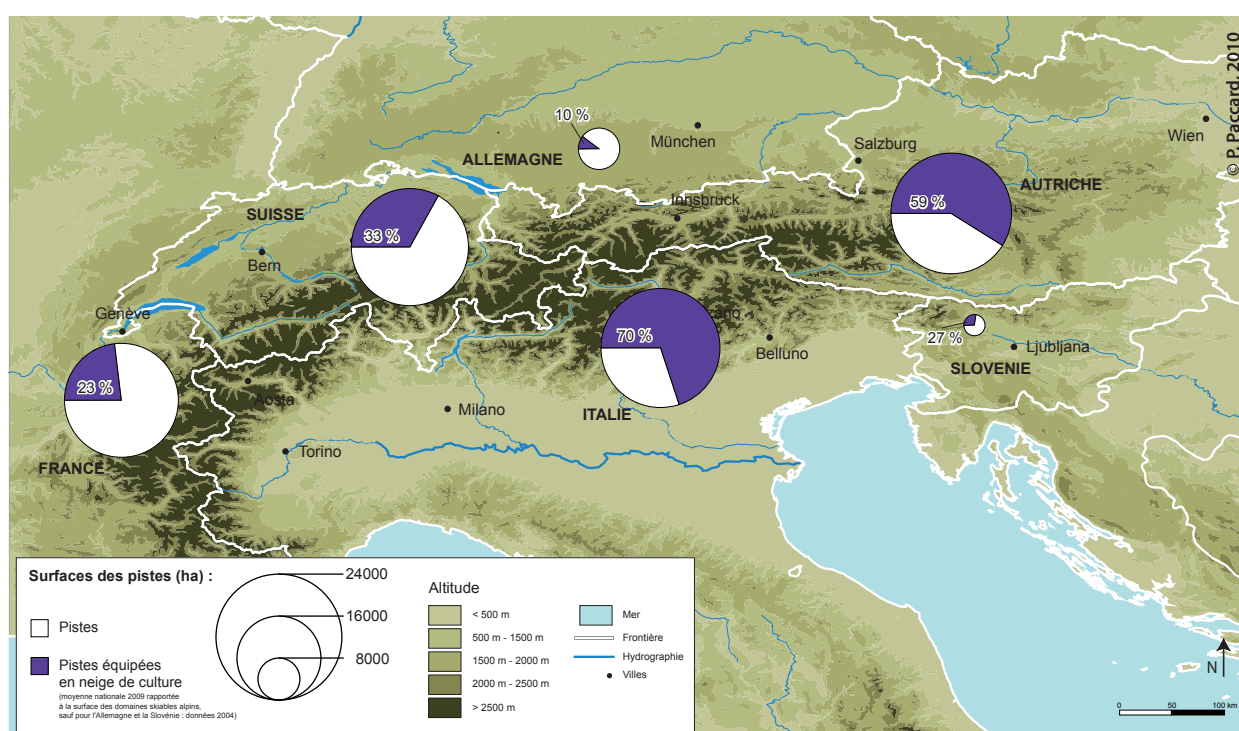 © P. Paccard, 2010
10 %
ALLEMAGNE
München
Salzburg
Wien
AUTRICHE
59 %
Innsbruck
SUISSE
33 %
Bern
Genève
70 %
Belluno
27 %
Ljubljana
SLOVENIE
23 %
Aosta
Milano
ITALIE
FRANCE
Torino
Surfaces des pistes (ha) :
24000
16000
8000
Pistes
Pistes équipées
en neige de culture
(moyenne nationale 2009 rapportée
à la surface des domaines skiables alpins,
sauf pour l'Allemagne et la Slovénie : données 2004)
Altitude
< 500 m
500 m - 1500 m
1500 m - 2000 m
2000 m - 2500 m
> 2500 m
Mer
Frontière
Hydrographie
Villes
N
0 50 100 km